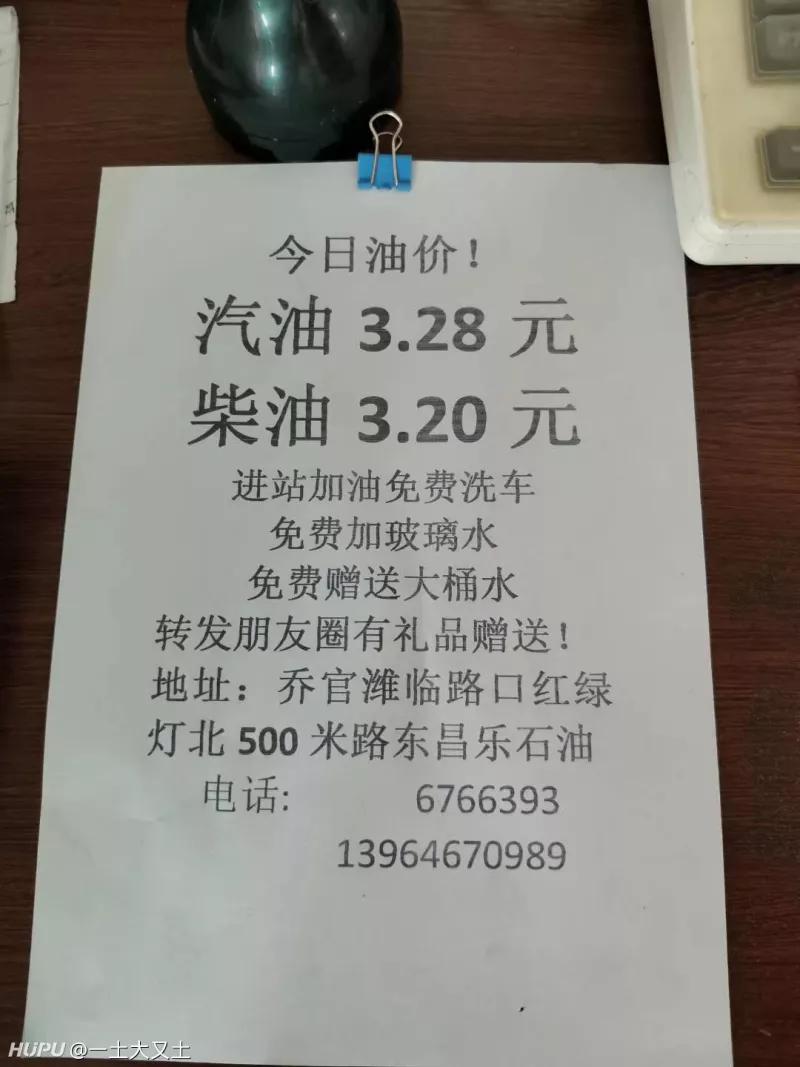 今日油价！
汽油 3.28 元
柴油 3.20 元
进站加油免费洗车
免费加玻璃水
免费赠送大桶水
转发朋友圈有礼品赠送！
地址：乔官潍临路口红绿
灯北 500 米路东昌乐石油
电话: 6766393
13964670989
HUPU @一士大又土